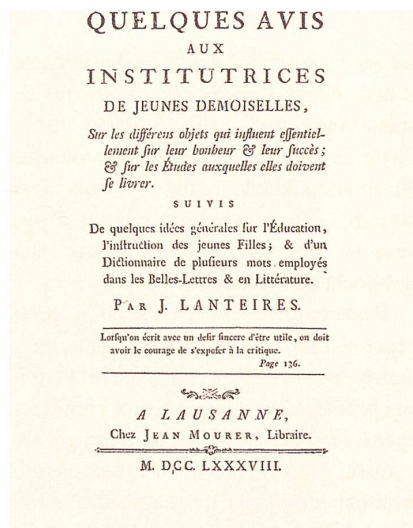 QUELQUES AVIS
AUX
INSTITUTRICES
DE JEUNES DEMOISELLES,
Sur les différens objets qui influent essentiel-
lement sur leur bonheur & leur succès ;
& sur les Études auxquelles elles doivent
se livrer.
SUIVIS
De quelques idées générales sur l'Éducation,
l'instruction des jeunes Filles ; & d'un
Dictionnaire de plusieurs mots employés
dans les Belles-Lettres & en Littérature.
PAR J. LANTEIRES.
Lorsqu'on écrit avec un desir sincere d'être utile, on doit
avoir le courage de s'exposer à la critique.
Page 136.
A LAUSANNE,
Chez JEAN MOURER, Libraire.
M. DCC. LXXXVIII.